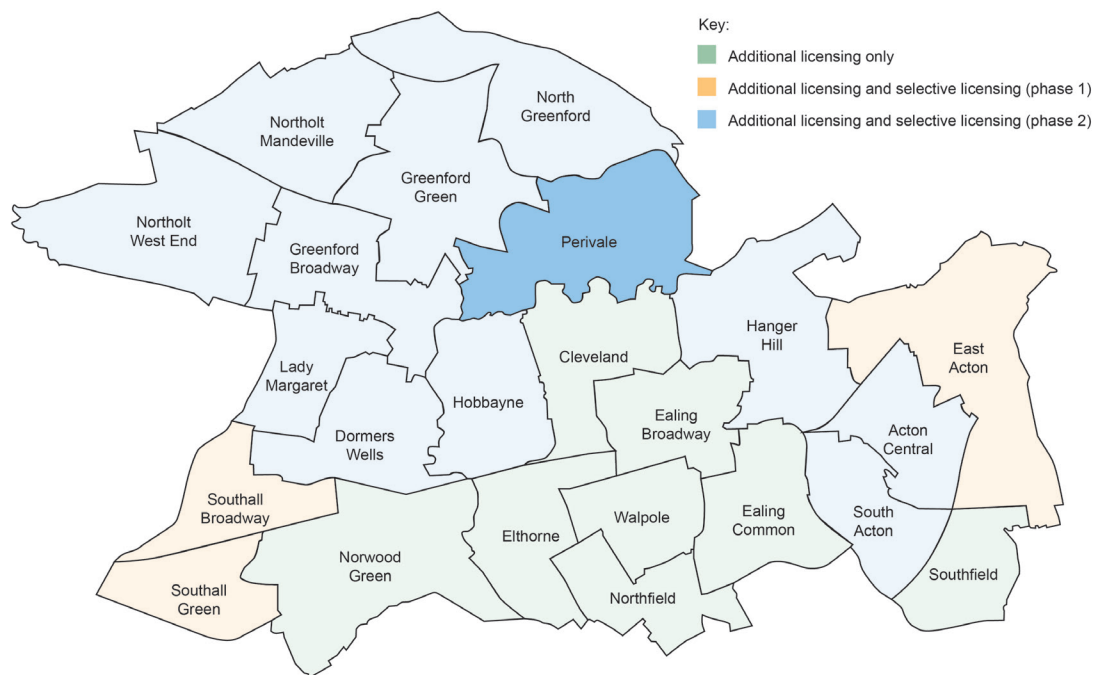 Key:
Additional licensing only
Additional licensing and selective licensing (phase 1)
Additional licensing and selective licensing (phase 2)
North
Greenford
Northolt
Mandeville
Greenford
Green
Northolt
West End
Perivale
Greenford
Broadway
Hanger
Hill
East
Acton
Cleveland
Lady
Margaret
Hobbayne
Ealing
Broadway
Acton
Central
Dormers
Wells
Southall
Broadway
Walpole
Ealing
Common
South
Acton
Elthorne
Norwood
Green
Southfield
Southall
Green
Northfield